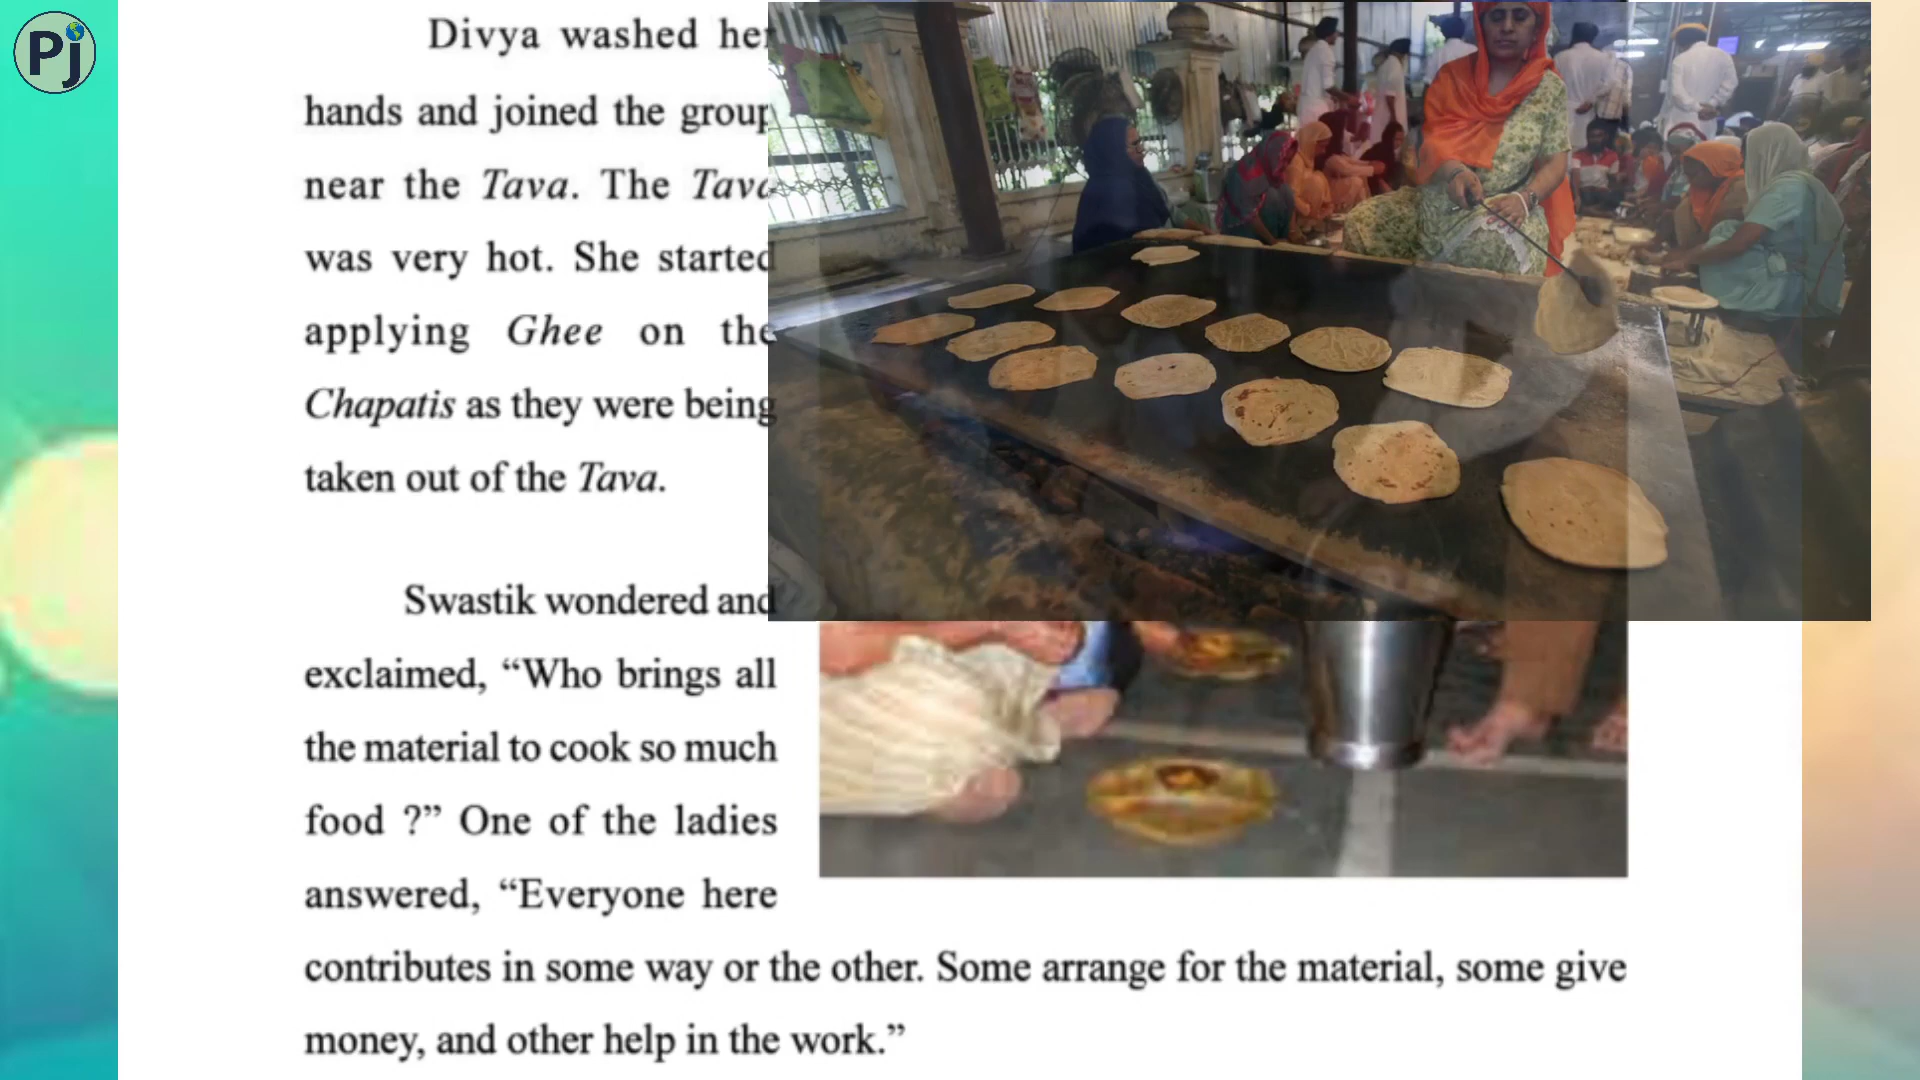 Pj
Divya washed her
hands and joined the group
near the Tava. The Tava
was very hot. She started
applying Ghee on the
Chapatis as they were being
taken out of the Tava.
Swastik wondered and
exclaimed, “Who brings all
the material to cook so much
food ?” One of the ladies
answered, “Everyone here
contributes in some way or the other. Some arrange for the material, some give
money, and other help in the work.”